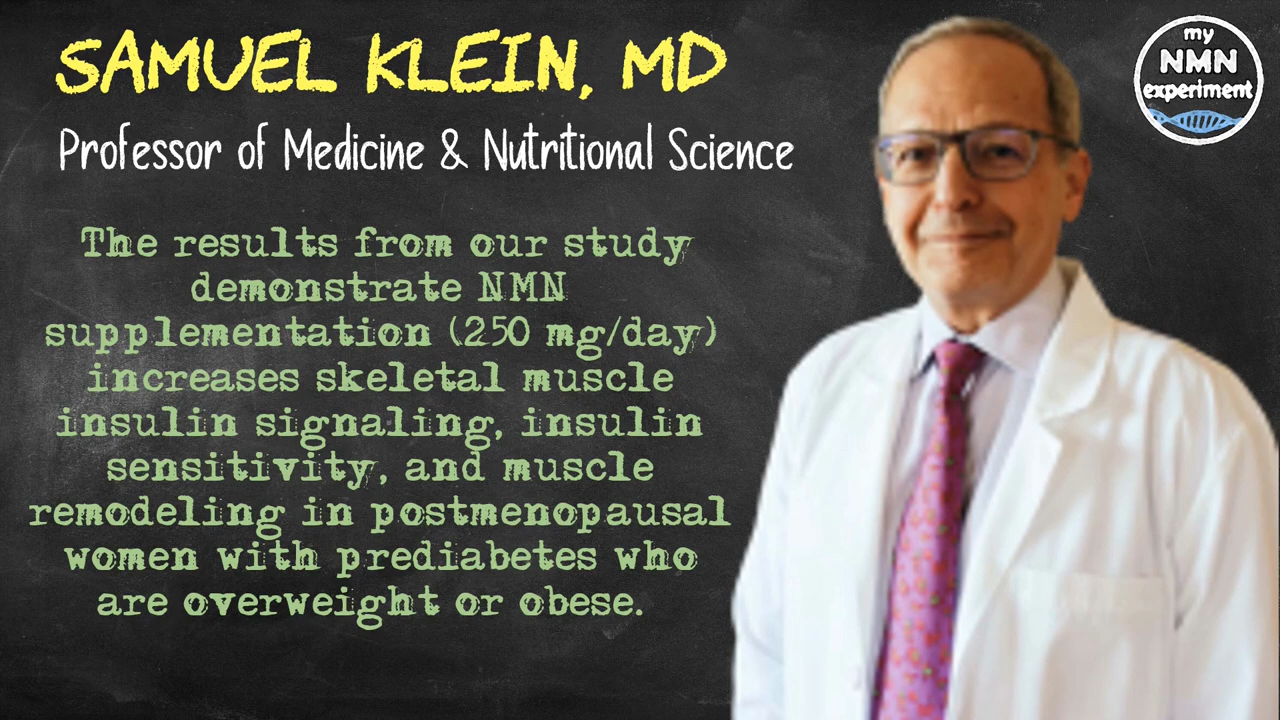 SAMUEL KLEIN, MD
Professor of Medicine & Nutritional Science
The results from our study
demonstrate NMN
supplementation (250 mg/day)
increases skeletal muscle
insulin signaling, insulin
sensitivity, and muscle
remodeling in postmenopausal
women with prediabetes who
are overweight or obese.
my
NMN
experiment